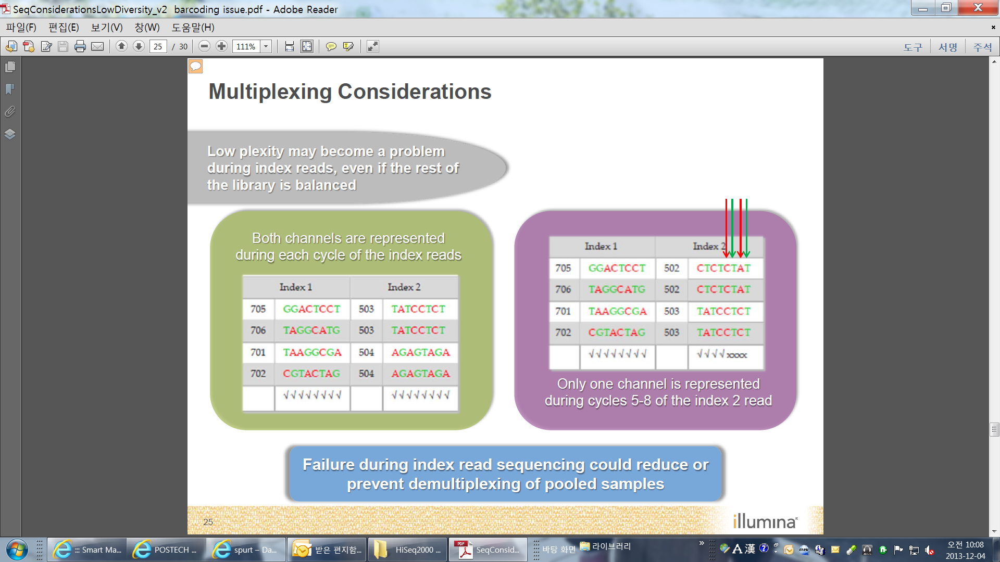 SeqConsiderationsLowDiversity_v2 barcoding issue.pdf - Adobe Reader
파일(F) 편집(E) 보기(V) 창(W) 도움말(H)
25 / 30 111% 도구 서명 주석
Multiplexing Considerations
Low plexity may become a problem
during index reads, even if the rest of
the library is balanced
Both channels are represented
during each cycle of the index reads
Index 1 Index 2
705 GGACTCCT 503 TATCCTCT
706 TAGGCATG 503 TATCCTCT
701 TAAGGCGA 504 AGAGTAGA
702 CGTACTAG 504 AGAGTAGA
√√√√√√√√ √√√√√√√√
Index 1 Index 2
705 GGACTCCT 502 CTCTCTAT
706 TAGGCATG 502 CTCTCTAT
701 TAAGGCGA 503 TATCCTCT
702 CGTACTAG 503 TATCCTCT
√√√√√√√√ √√√√xxxx
Only one channel is represented
during cycles 5-8 of the index 2 read
Failure during index read sequencing could reduce or
prevent demultiplexing of pooled samples
25
illumina
::: Smart Ma... POSTECH ... spurt – Da... 받은 편지함... HiSeq2000 ... SeqConsid... 바탕 화면 라이브러리 » A 漢 오전 10:08
2013-12-04